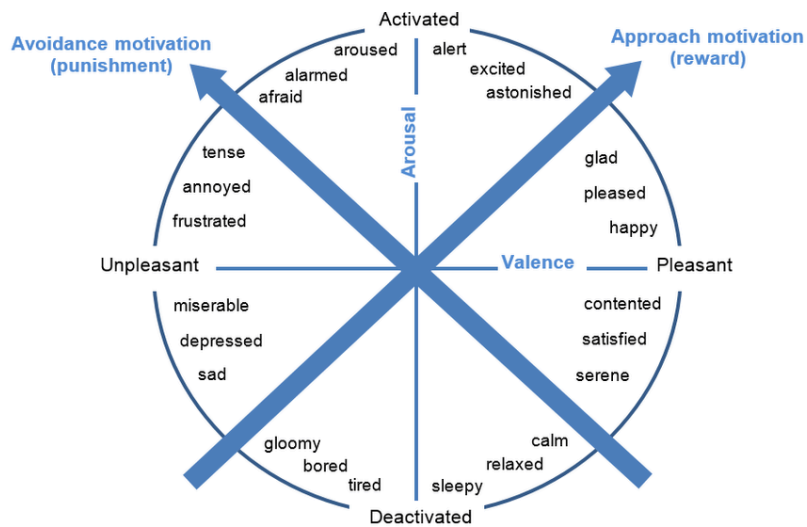 Activated
Avoidance motivation
(punishment)
Approach motivation
(reward)
aroused
alert
alarmed
excited
afraid
astonished
Arousal
tense
glad
annoyed
pleased
frustrated
happy
Unpleasant
Valence
Pleasant
miserable
contented
depressed
satisfied
sad
serene
gloomy
calm
bored
relaxed
tired
sleepy
Deactivated